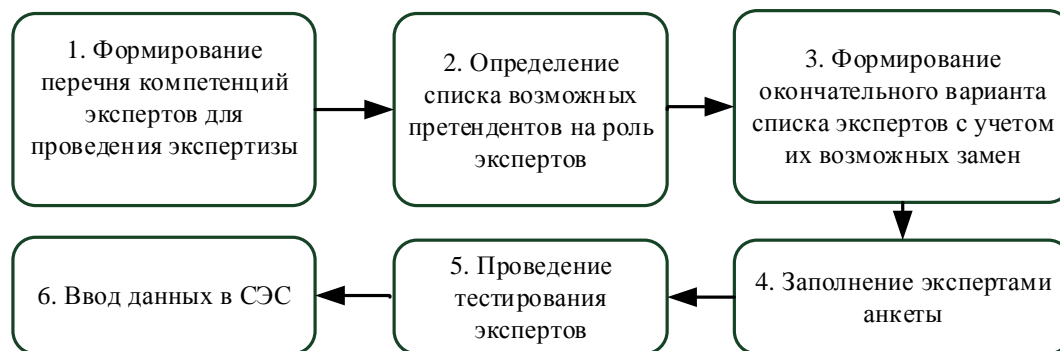 1. Формирование
перечня компетенций
экспертов для
проведения экспертизы
2. Определение
списка возможных
претендентов на роль
экспертов
3. Формирование
окончательного варианта
списка экспертов с учетом
их возможных замен
4. Заполнение экспертами
анкеты
5. Проведение
тестирования
экспертов
6. Ввод данных в СЭС